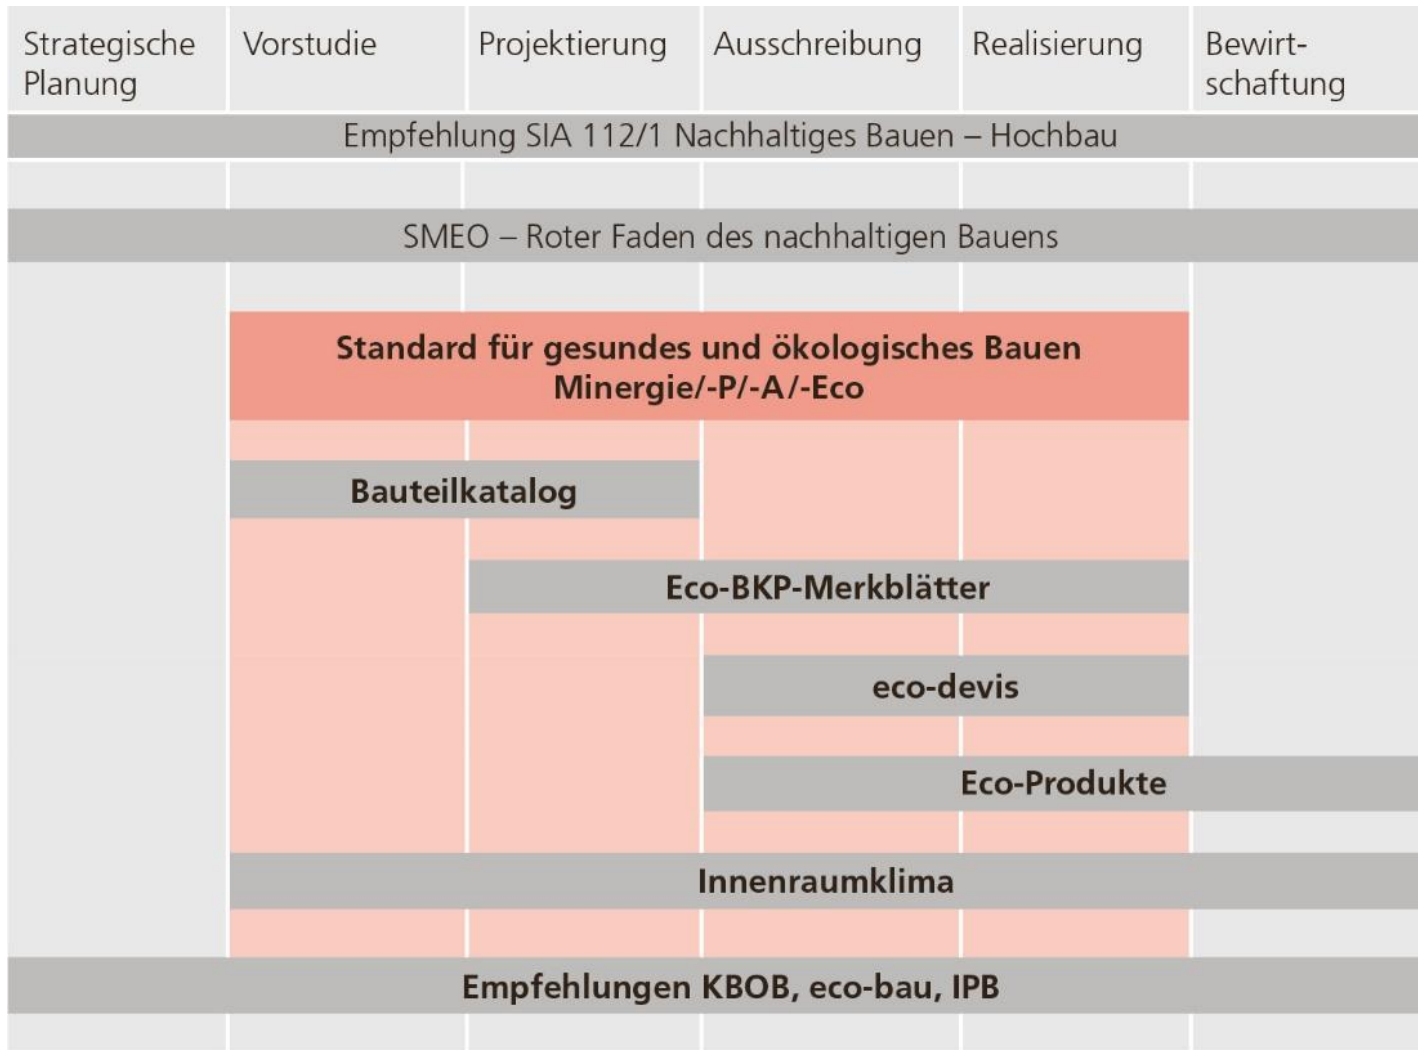 Strategische
Planung
Vorstudie
Projektierung
Ausschreibung
Realisierung
Bewirt-
schaftung
Empfehlung SIA 112/1 Nachhaltiges Bauen – Hochbau
SMEO – Roter Faden des nachhaltigen Bauens
Standard für gesundes und ökologisches Bauen
Minergie/-P/-A/-Eco
Bauteilkatalog
Eco-BKP-Merkblätter
eco-devis
Eco-Produkte
Innenraumklima
Empfehlungen KBOB, eco-bau, IPB